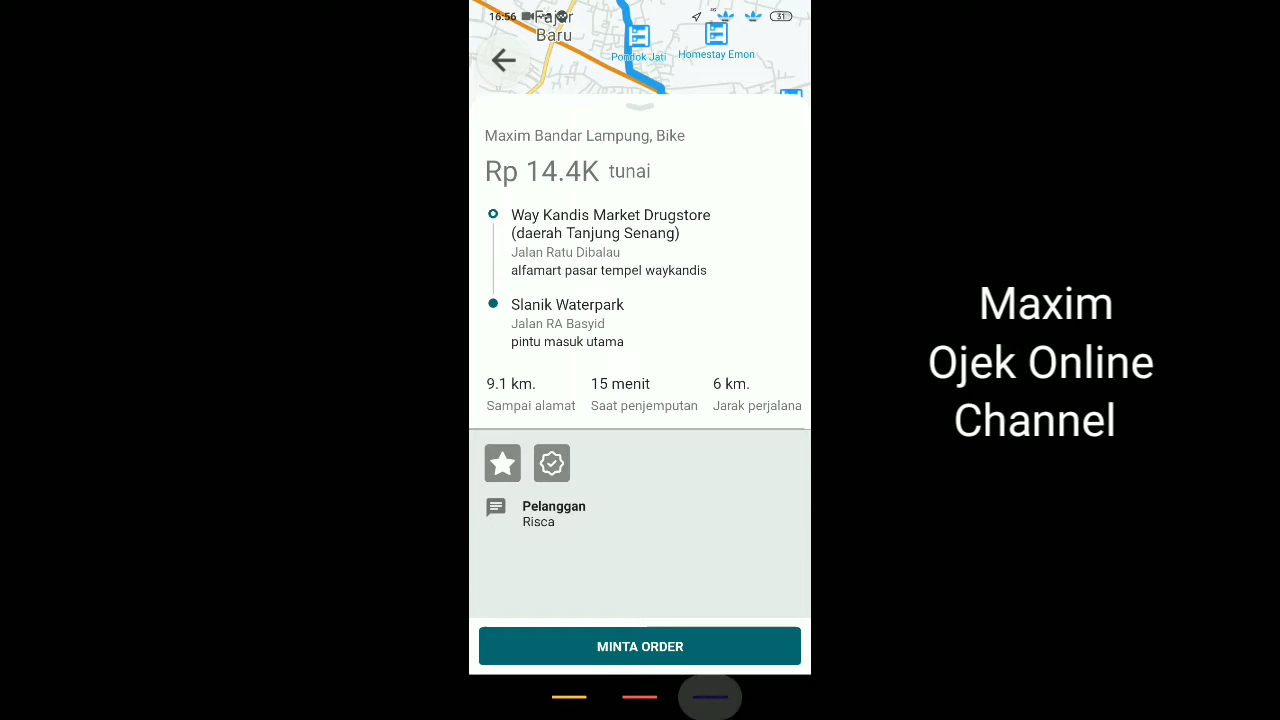 16:56
31
Fajar
Baru
Pondok Jati
Homestay Emon
Maxim Bandar Lampung, Bike
Rp 14.4K tunai
Way Kandis Market Drugstore
(daerah Tanjung Senang)
Jalan Ratu Dibalau
alfamart pasar tempel waykandis
Slanik Waterpark
Jalan RA Basyid
pintu masuk utama
9.1 km. 15 menit 6 km.
Sampai alamat Saat penjemputan Jarak perjalana
Pelanggan
Risca
MINTA ORDER
Maxim
Ojek Online
Channel